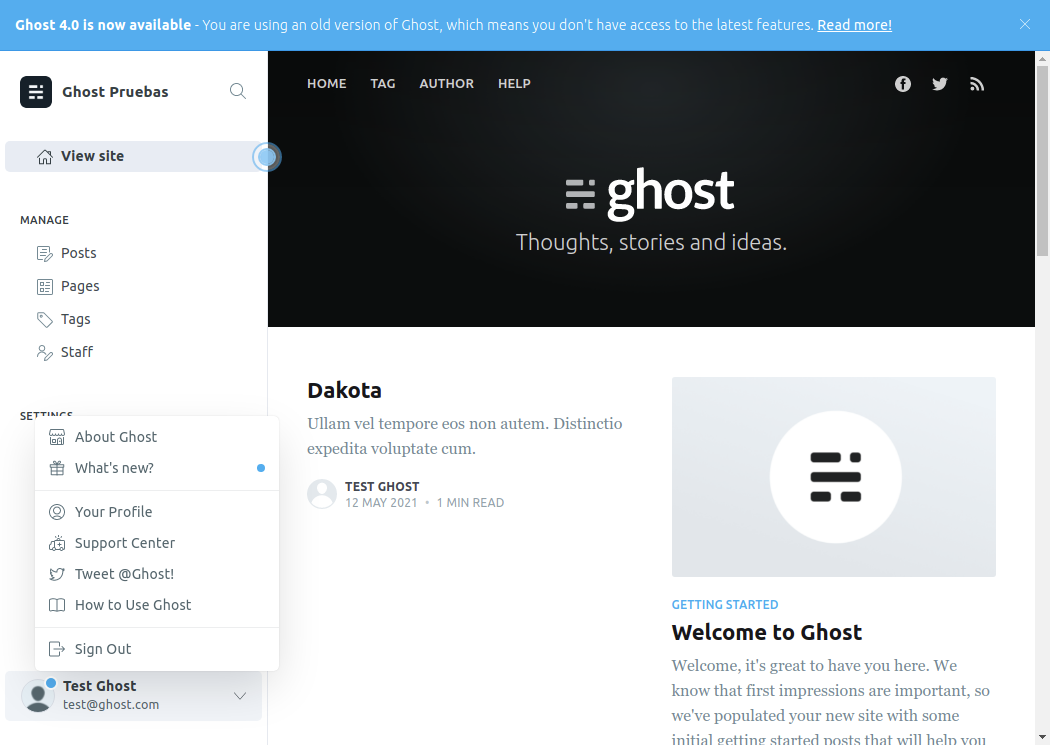 Ghost 4.0 is now available - You are using an old version of Ghost, which means you don't have access to the latest features. Read more!
Ghost Pruebas
View site
MANAGE
Posts
Pages
Tags
Staff
SETTINGS
About Ghost
What's new?
Your Profile
Support Center
Tweet @Ghost!
How to Use Ghost
Sign Out
Test Ghost
test@ghost.com
HOME TAG AUTHOR HELP
ghost
Thoughts, stories and ideas.
Dakota
Ullam vel tempore eos non autem. Distinctio
expedita voluptate cum.
TEST GHOST
12 MAY 2021 • 1 MIN READ
GETTING STARTED
Welcome to Ghost
Welcome, it's great to have you here. We
know that first impressions are important, so
we've populated your new site with some
initial getting started posts that will help you